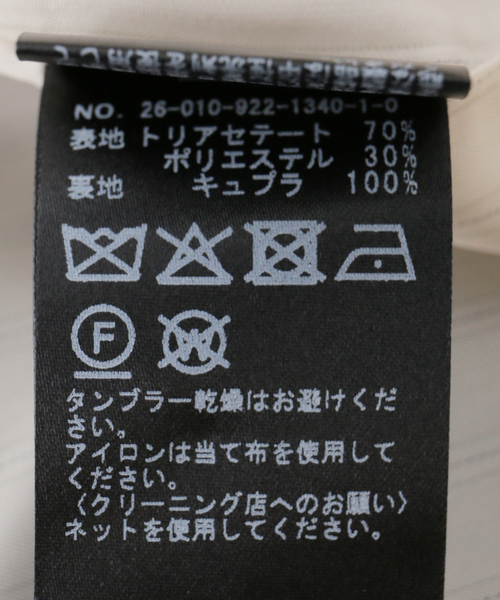 NO. 26-010-922-1340-1-0
表地 トリアセテート 70%
ポリエステル 30%
裏地 キュプラ 100%
F W
タンブラー乾燥はお避けくだ
さい。
アイロンは当て布を使用して
ください。
〈クリーニング店へのお願い〉
ネットを使用してください。